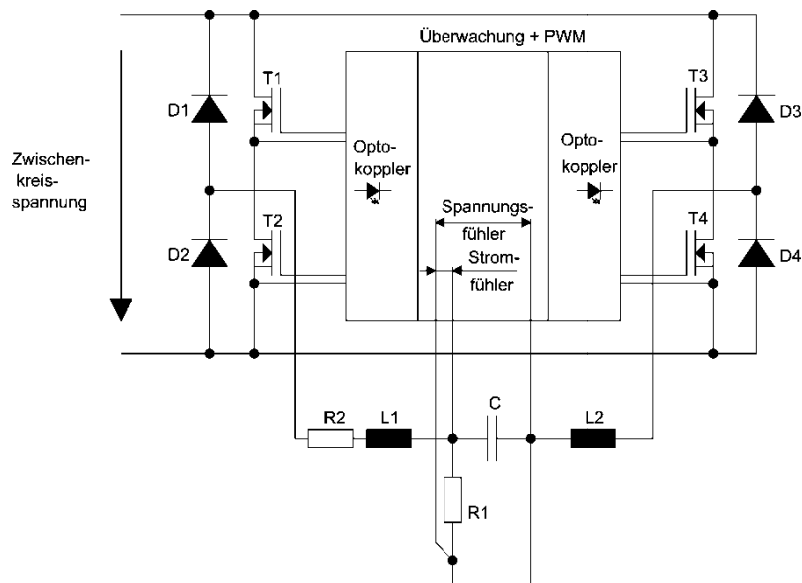 Überwachung + PWM
T1
T3
D1
D3
Opto-
koppler
Opto-
koppler
Zwischen-
kreis-
spannung
Spannungs-
fühler
T2
T4
D2
D4
Strom-
fühler
R2
L1
C
L2
R1